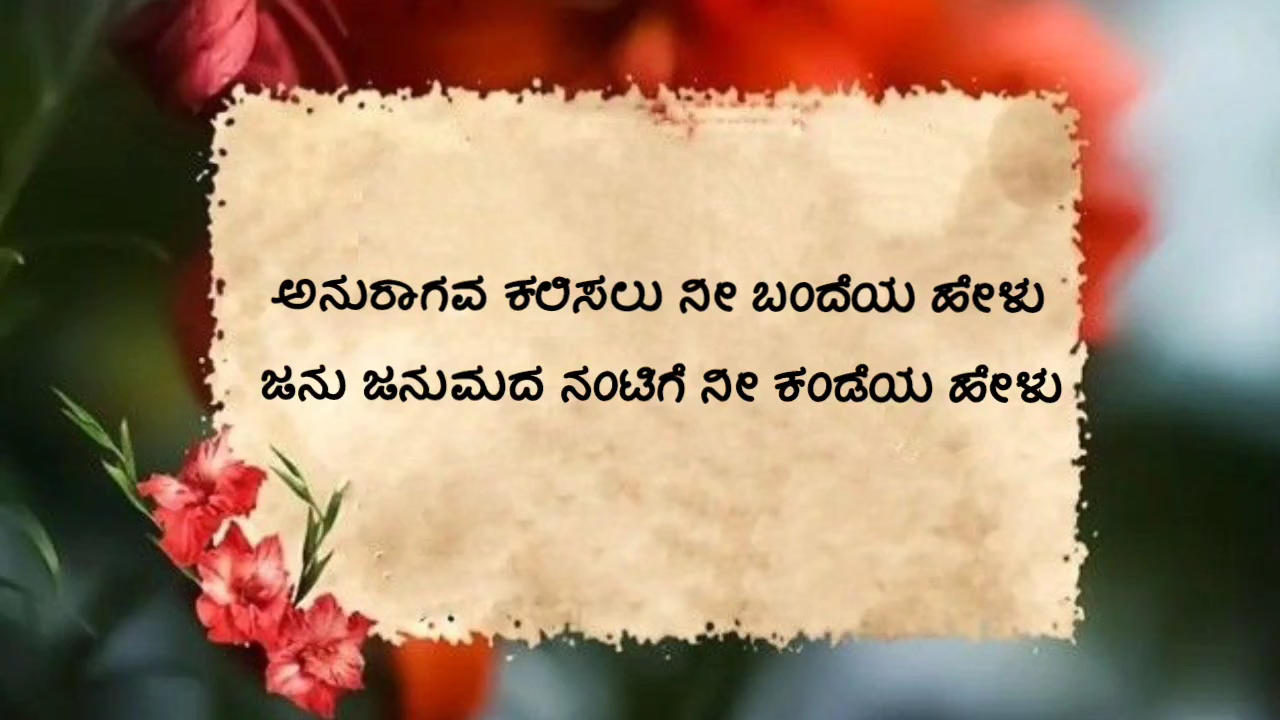 ಅನುರಾಗವ ಕಲಿಸಲು ನೀ ಬಂದೆಯ ಹೇಳು
ಜನು ಜನುಮದ ನಂಟಿಗೆ ನೀ ಕಂಡೆಯ ಹೇಳು